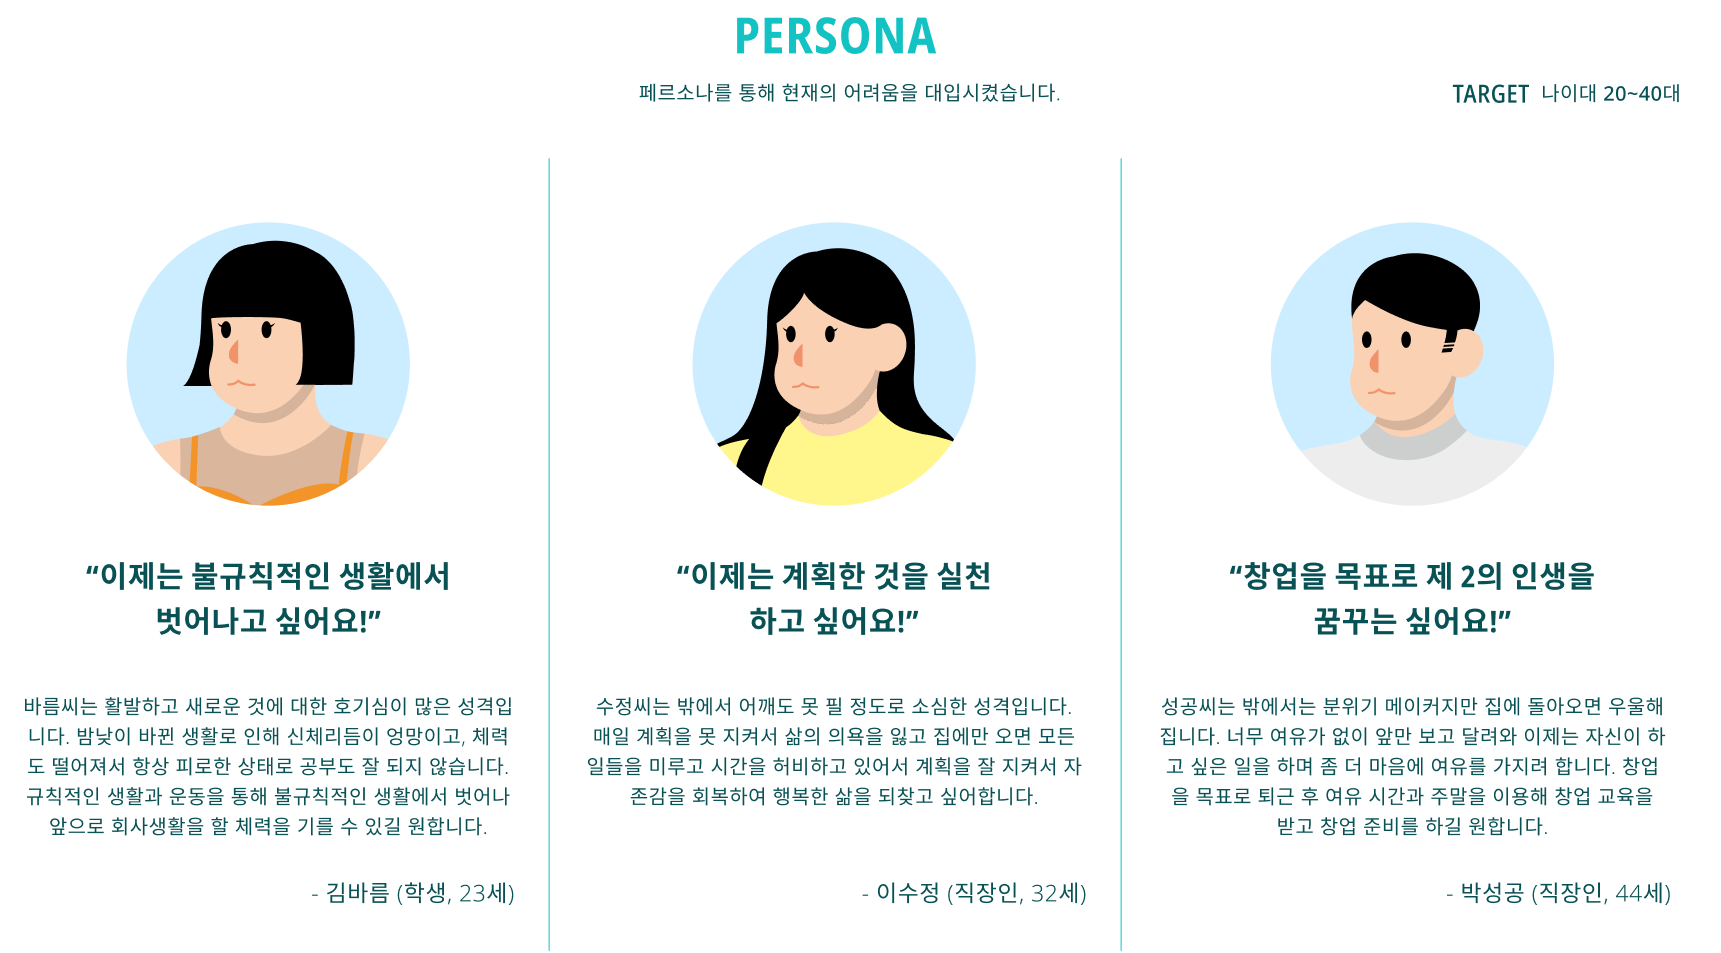 PERSONA
페르소나를 통해 현재의 어려움을 대입시켰습니다.
TARGET 나이대 20~40대
“이제는 불규칙적인 생활에서
벗어나고 싶어요!”
바름씨는 활발하고 새로운 것에 대한 호기심이 많은 성격입
니다. 밤낮이 바뀐 생활로 인해 신체리듬이 엉망이고, 체력
도 떨어져서 항상 피로한 상태로 공부도 잘 되지 않습니다.
규칙적인 생활과 운동을 통해 불규칙적인 생활에서 벗어나
앞으로 회사생활을 할 체력을 기를 수 있길 원합니다.
- 김바름 (학생, 23세)
“이제는 계획한 것을 실천
하고 싶어요!”
수정씨는 밖에서 어깨도 못 필 정도로 소심한 성격입니다.
매일 계획을 못 지켜서 삶의 의욕을 잃고 집에만 오면 모든
일들을 미루고 시간을 허비하고 있어서 계획을 잘 지켜서 자
존감을 회복하여 행복한 삶을 되찾고 싶어합니다.
- 이수정 (직장인, 32세)
“창업을 목표로 제 2의 인생을
꿈꾸는 싶어요!”
성공씨는 밖에서는 분위기 메이커지만 집에 돌아오면 우울해
집니다. 너무 여유가 없이 앞만 보고 달려와 이제는 자신이 하
고 싶은 일을 하며 좀 더 마음에 여유를 가지려 합니다. 창업
을 목표로 퇴근 후 여유 시간과 주말을 이용해 창업 교육을
받고 창업 준비를 하길 원합니다.
- 박성공 (직장인, 44세)